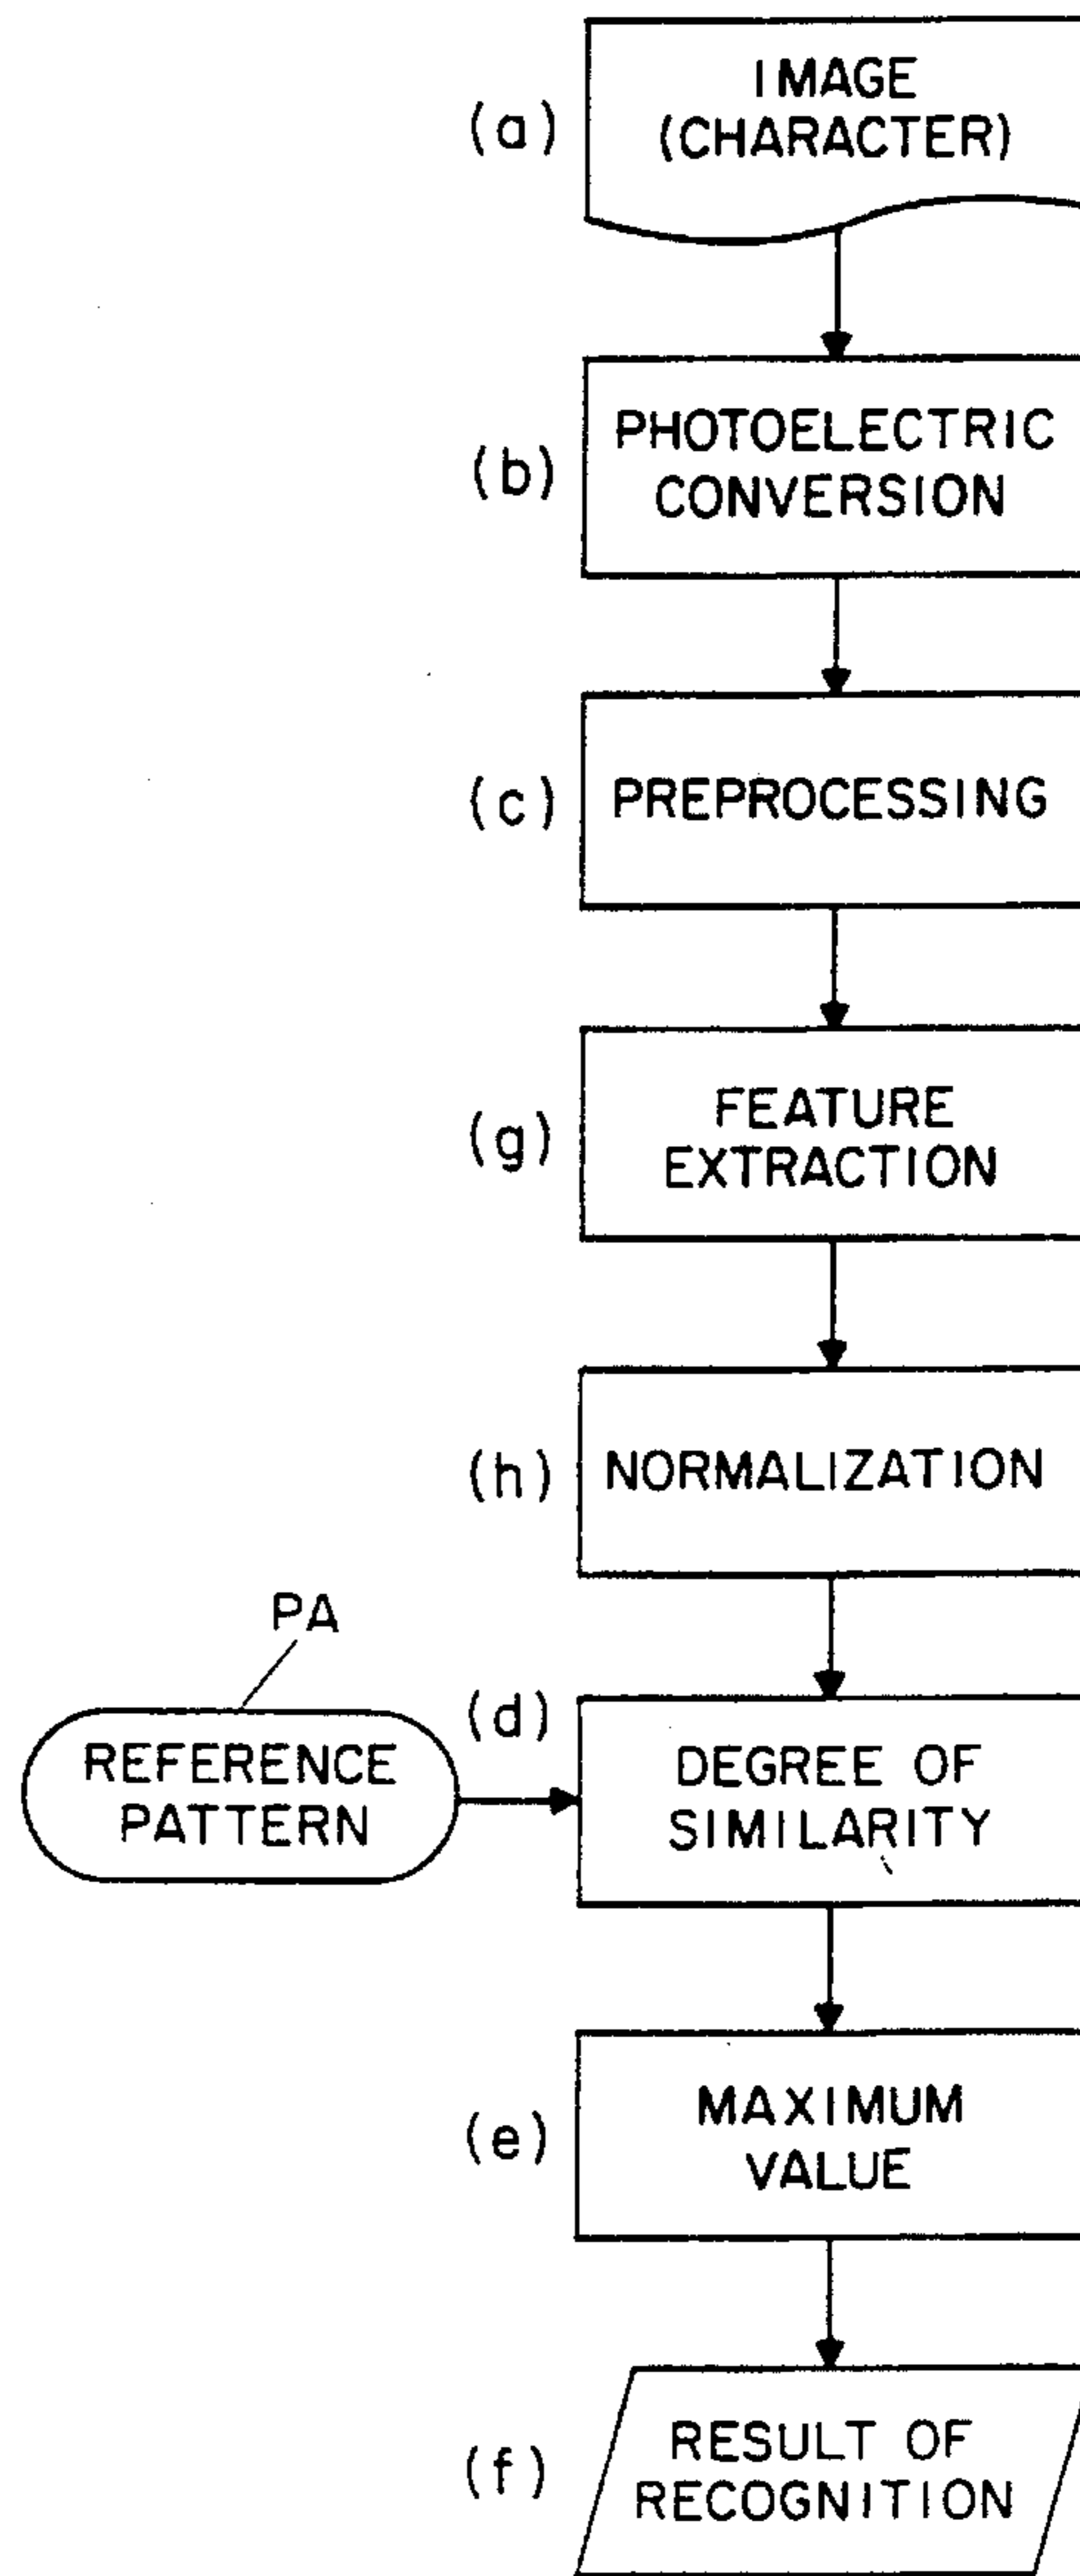 (a)
IMAGE
(CHARACTER)
(b)
PHOTOELECTRIC
CONVERSION
(c)
PREPROCESSING
(g)
FEATURE
EXTRACTION
(h)
NORMALIZATION
PA
REFERENCE
PATTERN
(d)
DEGREE OF
SIMILARITY
(e)
MAXIMUM
VALUE
(f)
RESULT OF
RECOGNITION